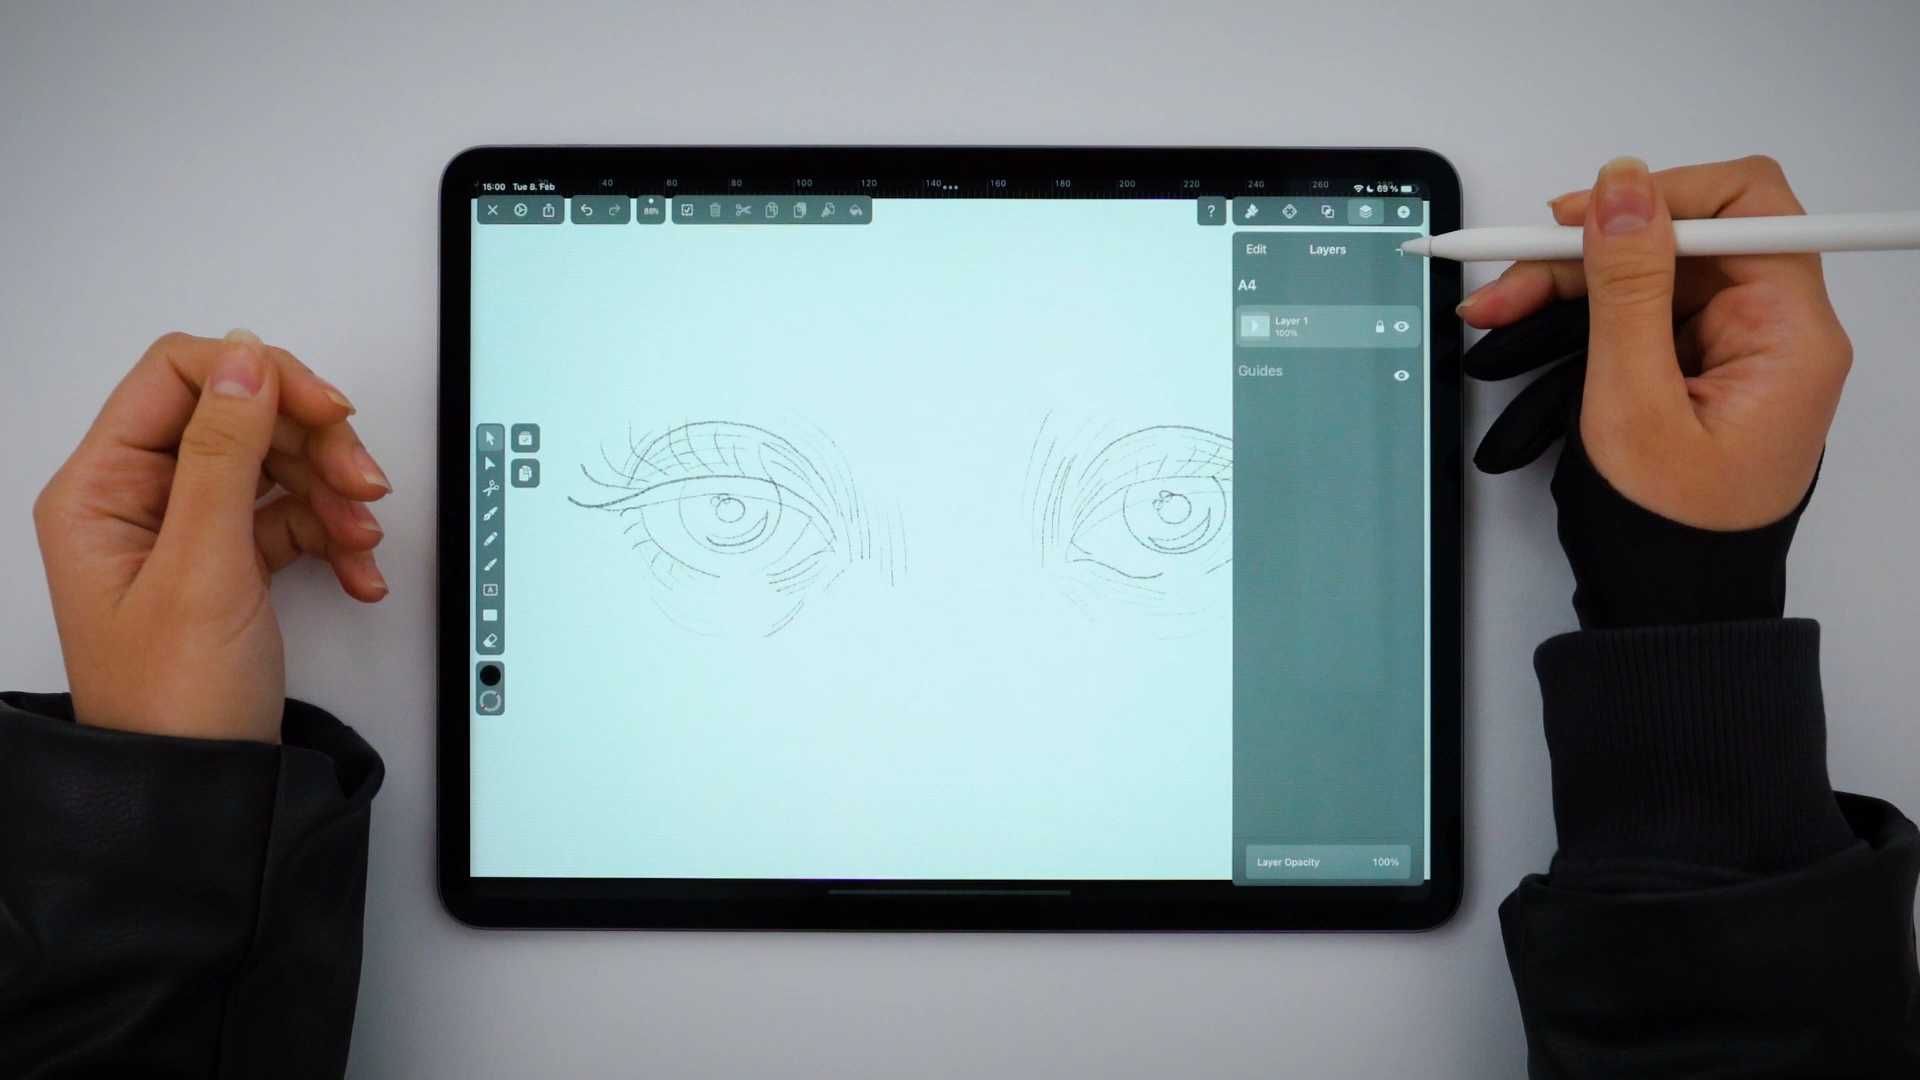 15:00 Tue 8. Feb
40 60 80 100 120 140 160 180 200 220 240 260
69 %
88%
?
Edit Layers
A4
Layer 1
100%
Guides
A
Layer Opacity 100%